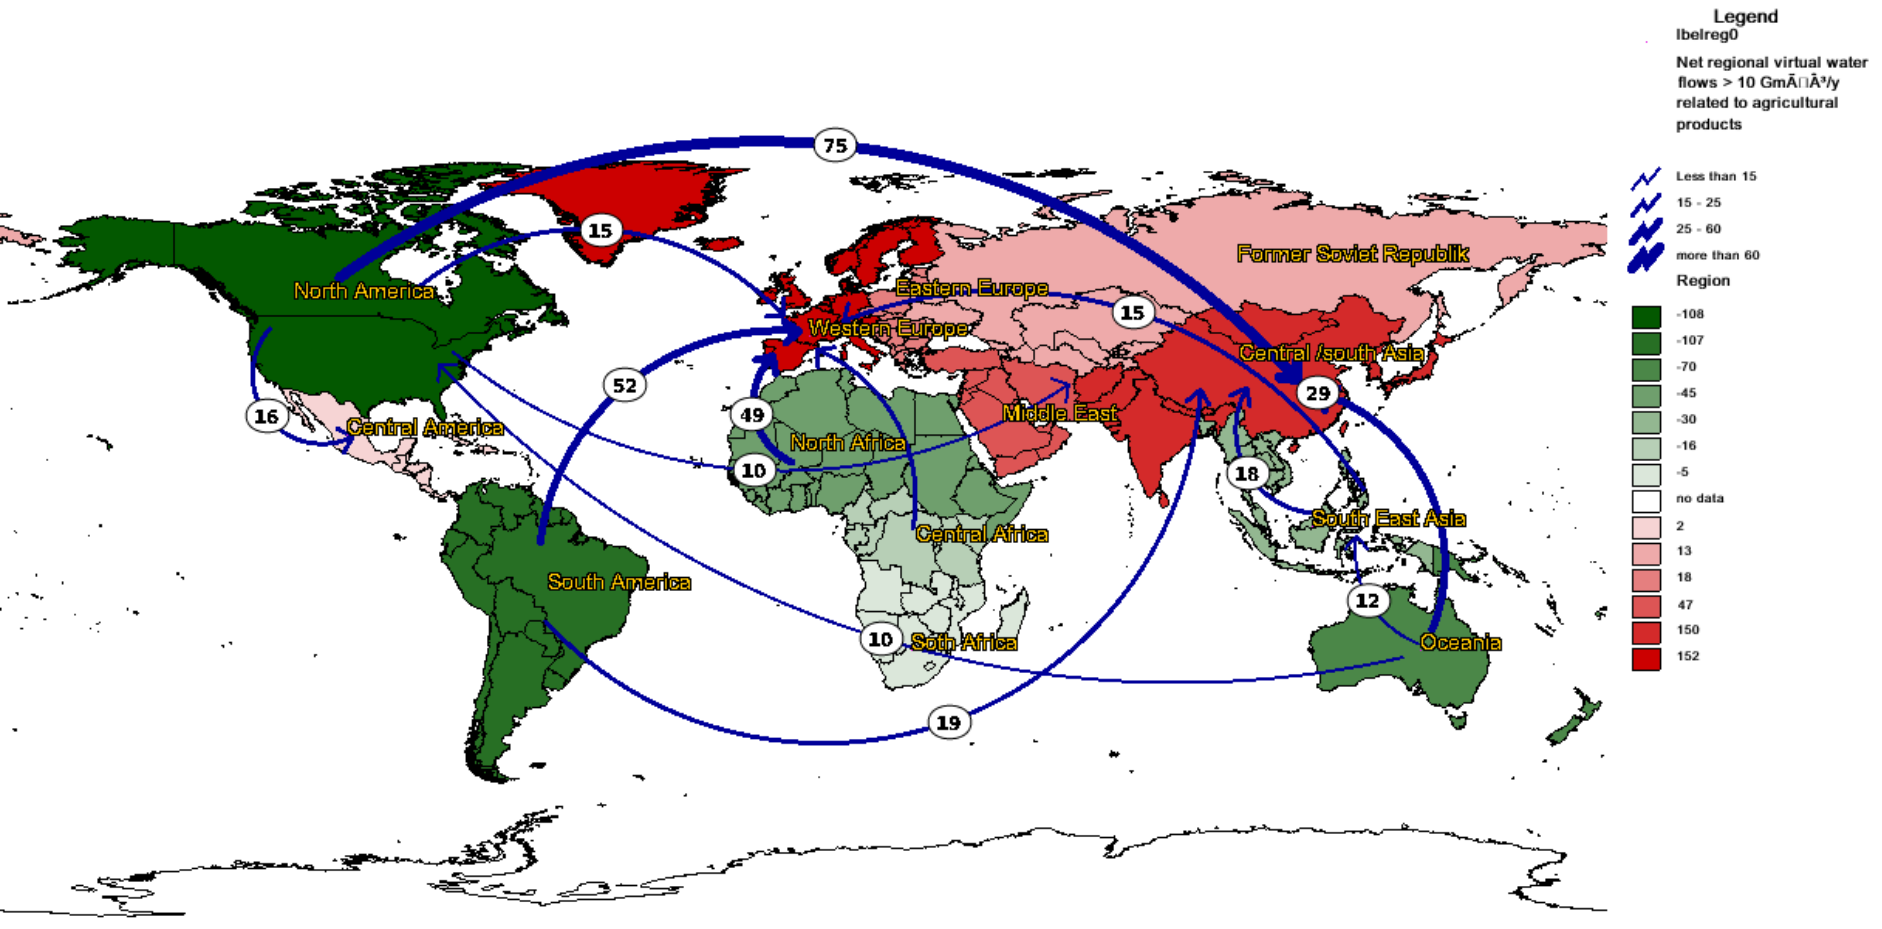 Legend
lbelreg0
Net regional virtual water
flows > 10 GmÃ□Â³/y
related to agricultural
products
75
15
Less than 15
15 - 25
25 - 60
more than 60
Region
Former Soviet Republik
North America
Eastern Europe
15
Western Europe
Central /south Asia
52
29
16
Central America
49
North Africa
Middle East
10
18
South East Asia
Central Africa
South America
12
10
Soth Africa
Oceania
19
-108
-107
-70
-45
-30
-16
-5
no data
2
13
18
47
150
152